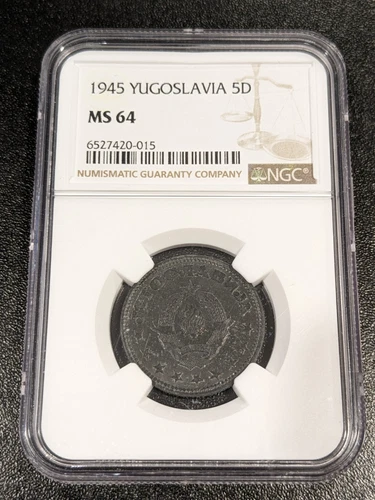 1945 YUGOSLAVIA 5D
MS 64
6527420-015
NUMISMATIC GUARANTY COMPANY
NGC®